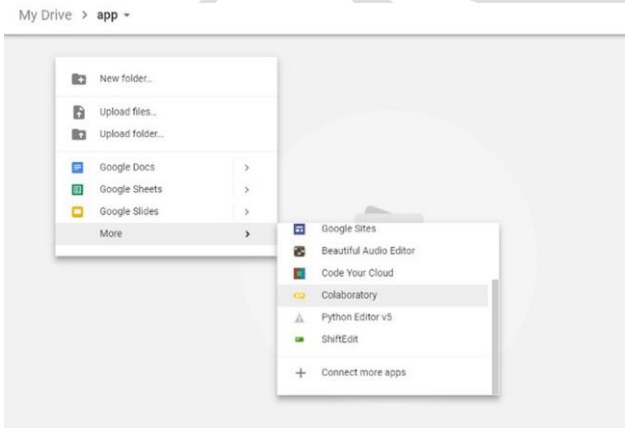 My Drive > app
New folder...
Upload files...
Upload folder...
Google Docs >
Google Sheets >
Google Slides >
More >
Google Sites
Beautiful Audio Editor
Code Your Cloud
Colaboratory
Python Editor v5
ShiftEdit
+ Connect more apps